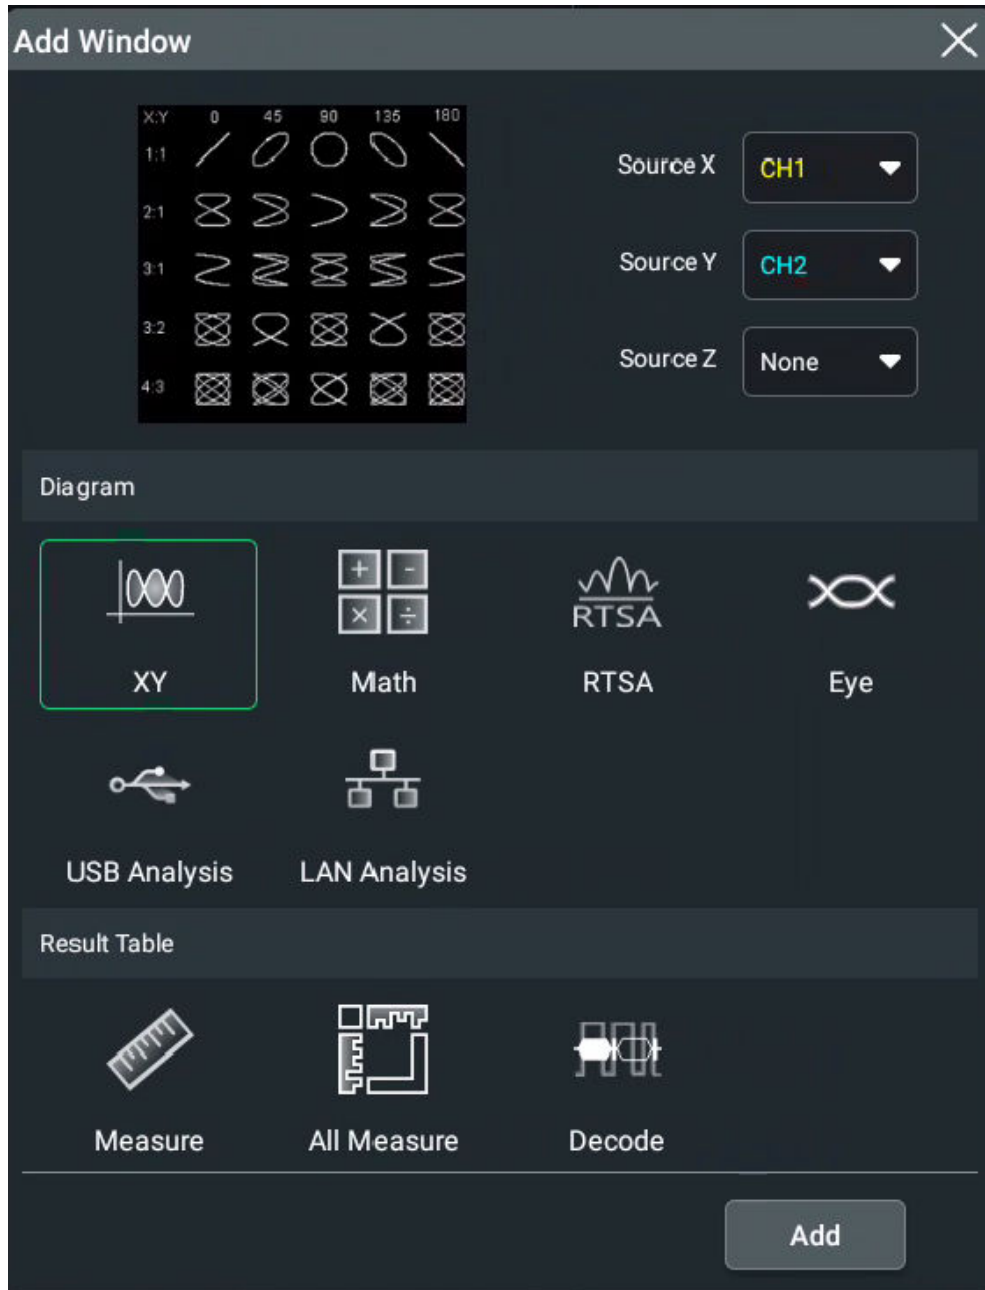 Add Window
X:Y 0 45 90 135 180
1:1
2:1
3:1
3:2
4:3
Source X CH1
Source Y CH2
Source Z None
Diagram
+ -
× ÷
RTSA
XY Math RTSA Eye
USB Analysis LAN Analysis
Result Table
Measure All Measure Decode
Add